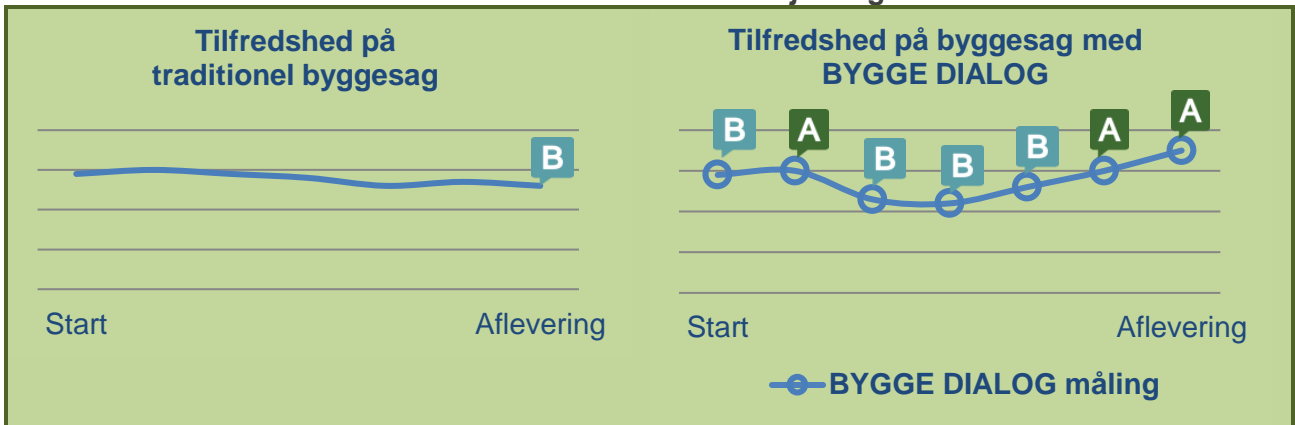 Tilfredshed på
traditionel byggesag
B
Start
Aflevering
Tilfredshed på byggesag med
BYGGE DIALOG
B
A
B
B
B
A
A
Start
Aflevering
BYGGE DIALOG måling